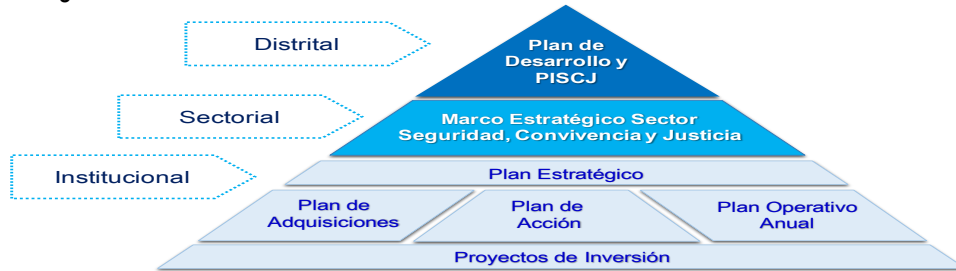 Distrital
Plan de
Desarrollo y
PISCJ
Sectorial
Marco Estratégico Sector
Seguridad, Convivencia y Justicia
Institucional
Plan Estratégico
Plan de
Adquisiciones
Plan de
Acción
Plan Operativo
Anual
Proyectos de Inversión